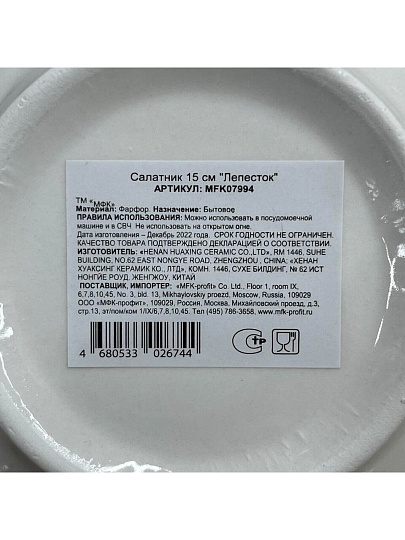 Салатник 15 см "Лепесток"
АРТИКУЛ: MFK07994
ТМ "МФК"
Материал: Фарфор. Назначение: Бытовое
ПРАВИЛА ИСПОЛЬЗОВАНИЯ: Можно использовать в посудомоечной
машине и в СВЧ Не использовать на открытом огне.
Дата изготовления – Декабрь 2022 года. СРОК ГОДНОСТИ НЕ ОГРАНИЧЕН.
КАЧЕСТВО ТОВАРА ПОДТВЕРЖДЕНО ДЕКЛАРАЦИЕЙ О СООТВЕТСТВИИ.
ИЗГОТОВИТЕЛЬ: «HENAN HUAXING CERAMIC CO.,LTD», RM 1446, SUHE
BUILDING, NO.62 EAST NONGYE ROAD, ZHENGZHOU , CHINA; «ХЕНАН
ХУАКСИНГ КЕРАМИК КО., ЛТД», КОМН. 1446, СУХЕ БИЛДИНГ, № 62 ИСТ
НОНГЙЕ РОУД, ЖЕНГЖОУ, КИТАЙ
ПОСТАВЩИК, ИМПОРТЕР: «MFK-profit» Co. Ltd., Floor 1, room IX,
6,7,8,10,45, No. 3, bld. 13, Mikhaylovskiy proezd, Moscow, Russia, 109029
ООО «МФК-профит», 109029, Россия, Москва, Михайловский проезд, д.3,
стр.13, эт/пом/ком 1/IX/6,7,8,10,45. Тел (495) 786-3658. www.mfk-profit.ru
4 680533 026744